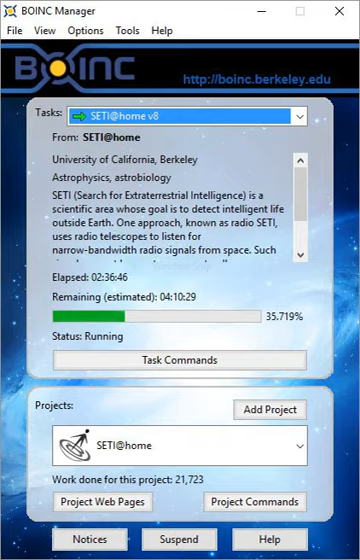 BOINC Manager
File View Options Tools Help
BOINC
http://boinc.berkeley.edu
Tasks: SETI@home v8
From: SETI@home
University of California, Berkeley
Astrophysics, astrobiology
SETI (Search for Extraterrestrial Intelligence) is a
scientific area whose goal is to detect intelligent life
outside Earth. One approach, known as radio SETI,
uses radio telescopes to listen for
narrow-bandwidth radio signals from space. Such
Elapsed: 02:36:46
Remaining (estimated): 04:10:29
35.719%
Status: Running
Task Commands
Projects:
Add Project
SETI@home
Work done for this project: 21,723
Project Web Pages Project Commands
Notices Suspend Help